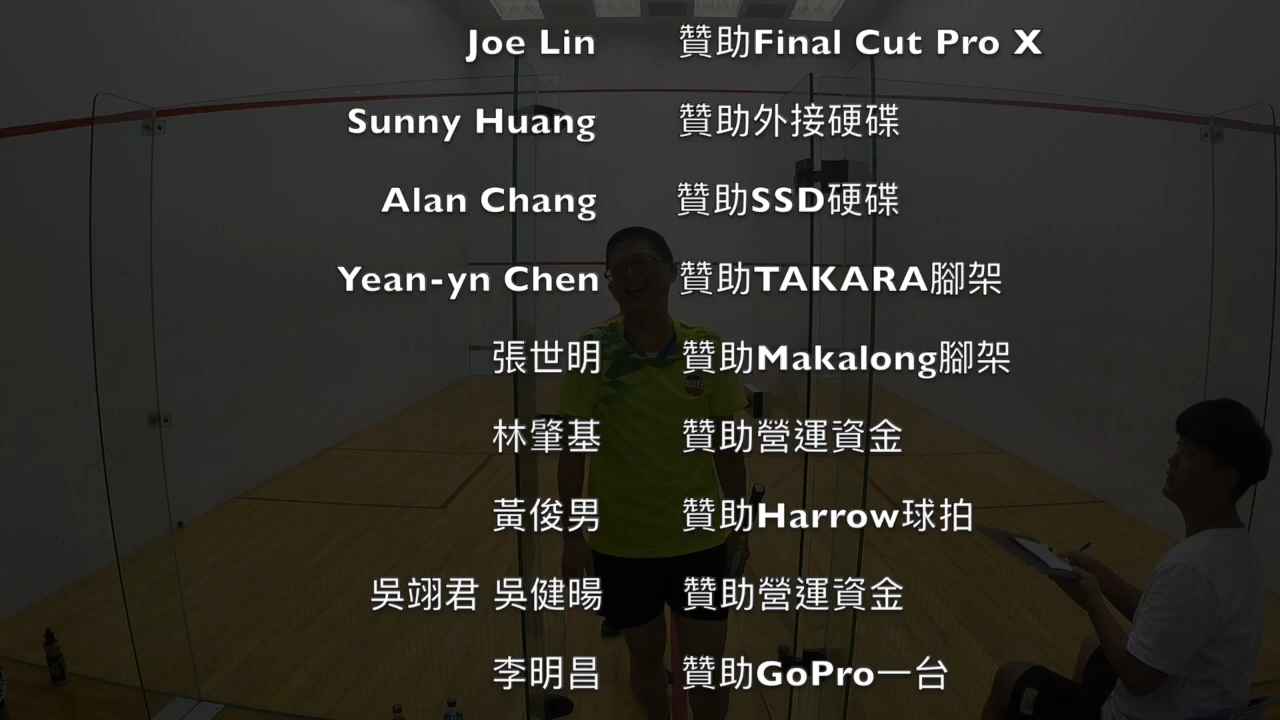 Joe Lin 贊助Final Cut Pro X
Sunny Huang 贊助外接硬碟
Alan Chang 贊助SSD硬碟
Yean-yn Chen 贊助TAKARA腳架
張世明 贊助Makalong腳架
林肇基 贊助營運資金
黃俊男 贊助Harrow球拍
吳翊君 吳健暘 贊助營運資金
李明昌 贊助GoPro一台